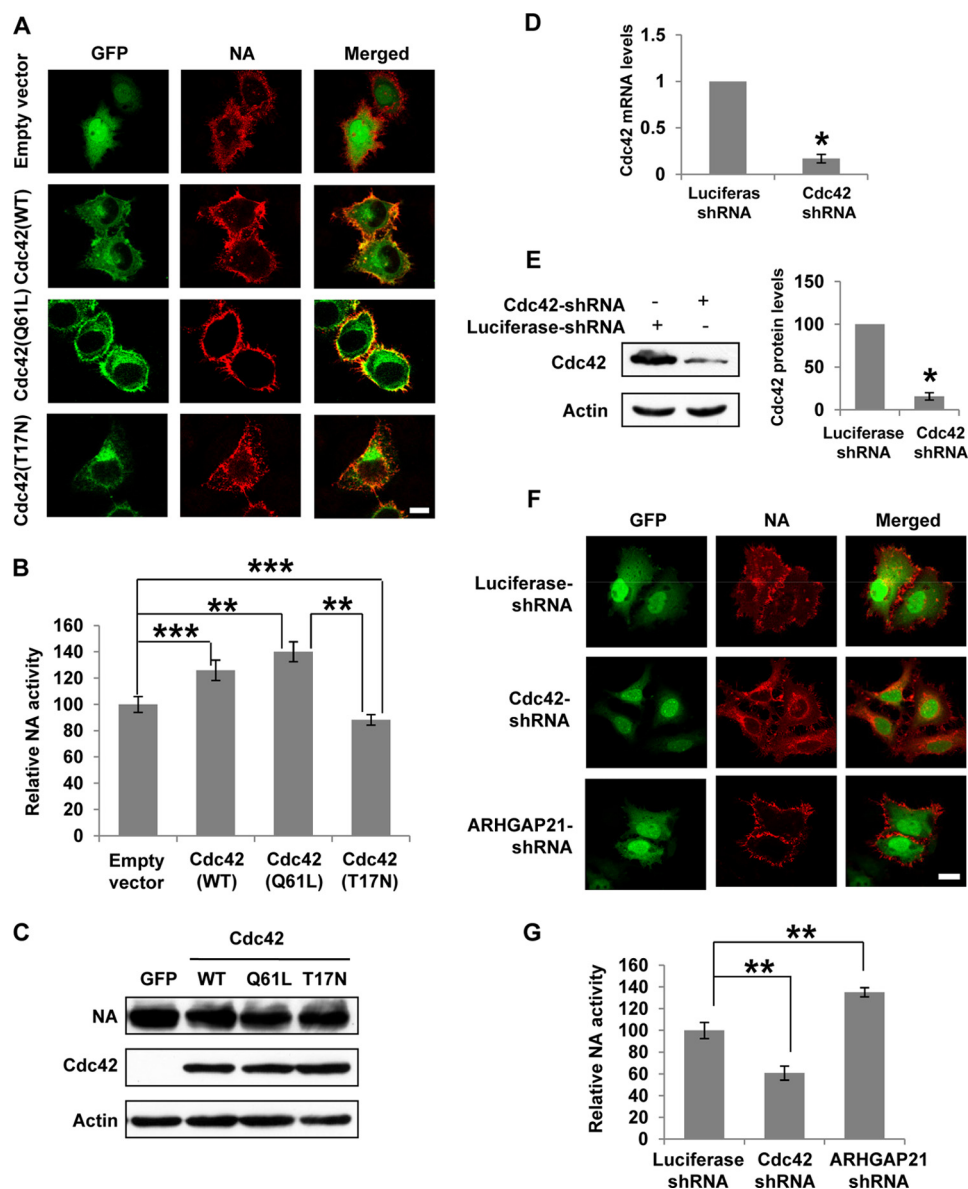 A
GFP NA Merged
Empty vector
Cdc42(WT)
Cdc42(Q61L)
Cdc42(T17N)
B
Relative NA activity
160
140
120
100
80
60
40
20
0
***
**
**
***
Empty vector
Cdc42 (WT)
Cdc42 (Q61L)
Cdc42 (T17N)
C
Cdc42
GFP WT Q61L T17N
NA
Cdc42
Actin
D
Cdc42 mRNA levels
1.5
1
0.5
0
*
Luciferas shRNA
Cdc42 shRNA
E
Cdc42-shRNA - +
Luciferase-shRNA + -
Cdc42
Actin
Cdc42 protein levels
150
100
50
0
*
Luciferase shRNA
Cdc42 shRNA
F
GFP NA Merged
Luciferase-
shRNA
Cdc42-
shRNA
ARHGAP21-
shRNA
G
Relative NA activity
160
140
120
100
80
60
40
20
0
**
**
Luciferase shRNA
Cdc42 shRNA
ARHGAP21 shRNA